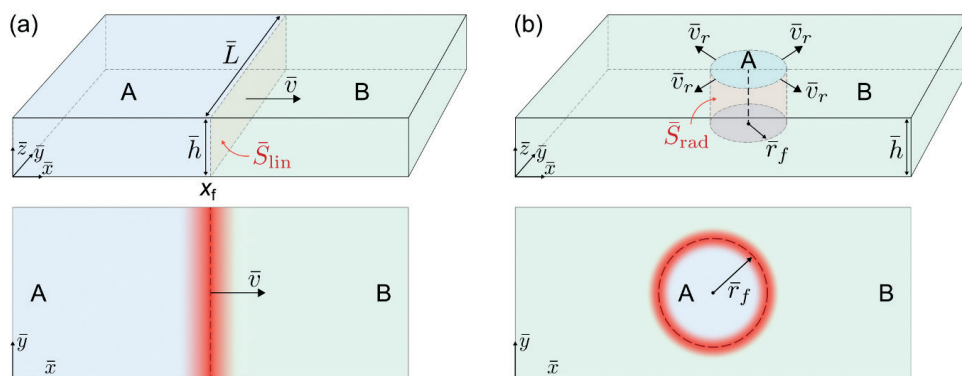 (a)
L̄
A
v̄
B
h̄
S̄lin
z̄
ȳ
x̄
xf
A
v̄
B
ȳ
x̄
(b)
v̄r
v̄r
A
v̄r
v̄r
B
S̄rad
r̄f
h̄
z̄
ȳ
x̄
A
r̄f
B
ȳ
x̄